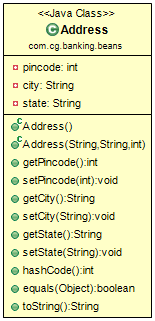 <<Java Class>>
Address
com.cg.banking.beans
pincode: int
city: String
state: String
Address()
Address(String,String,int)
getPincode():int
setPincode(int):void
getCity():String
setCity(String):void
getState():String
setState(String):void
hashCode():int
equals(Object):boolean
toString():String